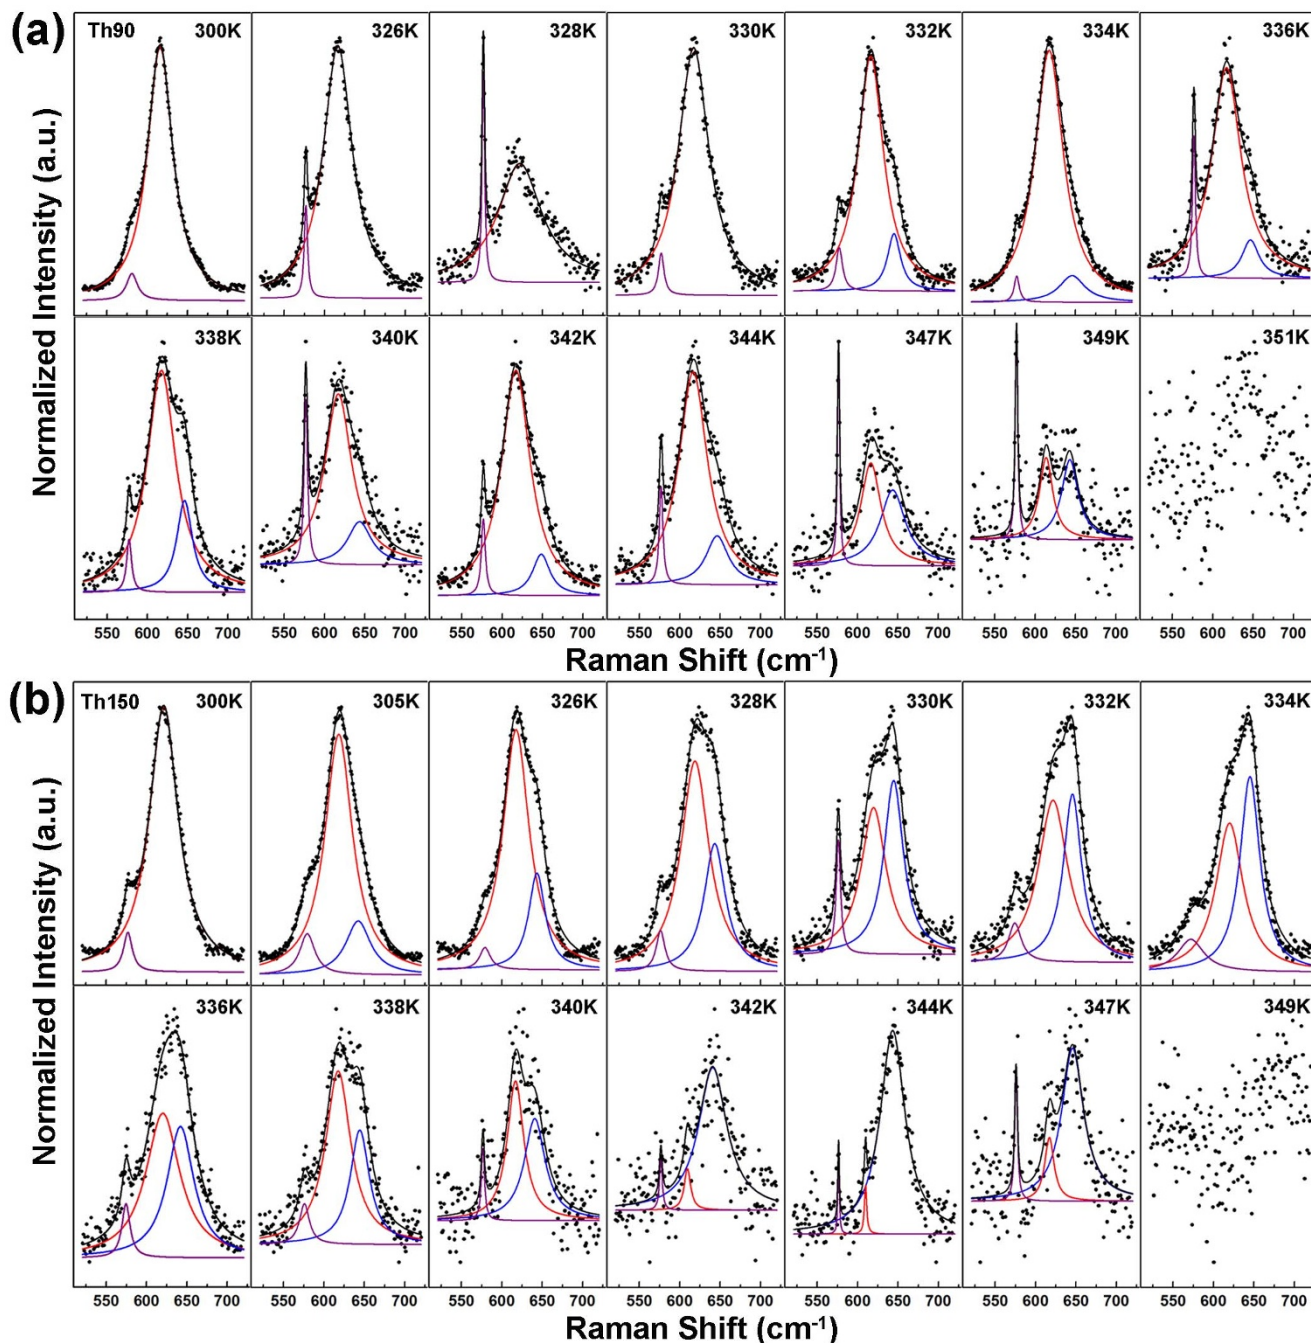 (a)
Th90 300K 326K 328K 330K 332K 334K 336K
338K 340K 342K 344K 347K 349K 351K
Normalized Intensity (a.u.)
550 600 650 700 550 600 650 700 550 600 650 700 550 600 650 700 550 600 650 700 550 600 650 700 550 600 650 700
Raman Shift (cm⁻¹)
(b)
Th150 300K 305K 326K 328K 330K 332K 334K
336K 338K 340K 342K 344K 347K 349K
Normalized Intensity (a.u.)
550 600 650 700 550 600 650 700 550 600 650 700 550 600 650 700 550 600 650 700 550 600 650 700 550 600 650 700
Raman Shift (cm⁻¹)